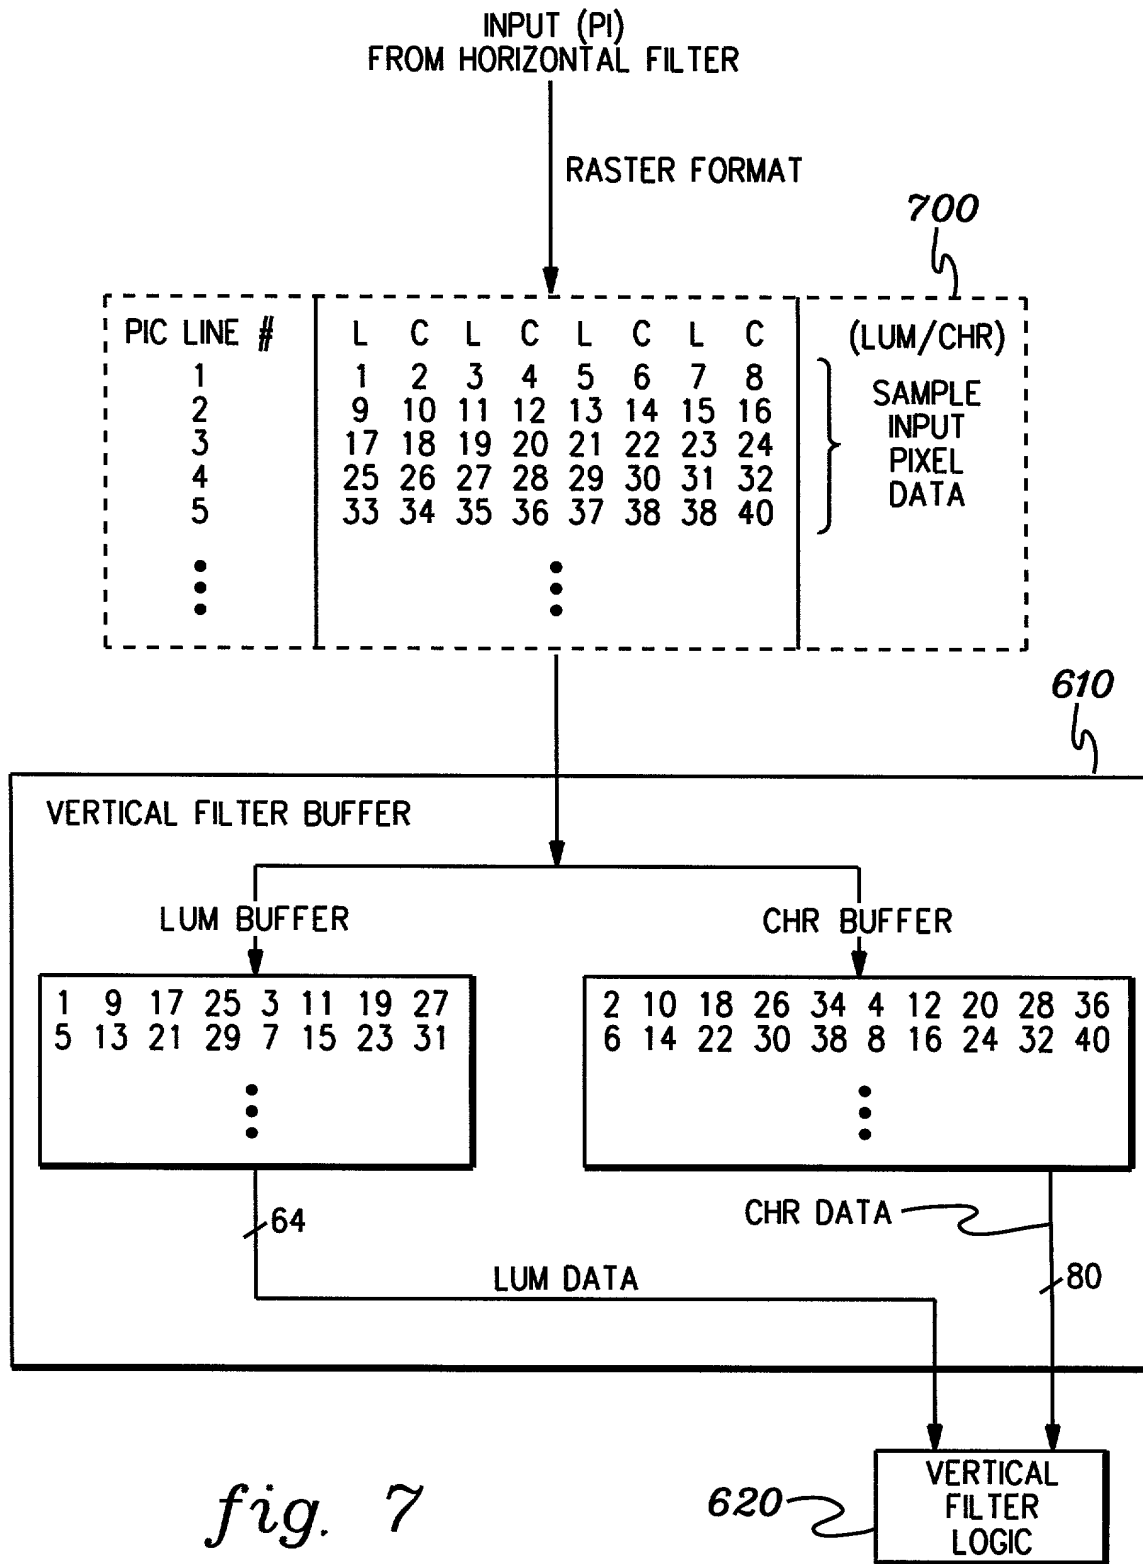 INPUT (PI)
FROM HORIZONTAL FILTER
RASTER FORMAT
700
PIC LINE # L C L C L C L C (LUM/CHR)
1 1 2 3 4 5 6 7 8
2 9 10 11 12 13 14 15 16
3 17 18 19 20 21 22 23 24
4 25 26 27 28 29 30 31 32
5 33 34 35 36 37 38 38 40
SAMPLE
INPUT
PIXEL
DATA
610
VERTICAL FILTER BUFFER
LUM BUFFER
CHR BUFFER
1 9 17 25 3 11 19 27
5 13 21 29 7 15 23 31
2 10 18 26 34 4 12 20 28 36
6 14 22 30 38 8 16 24 32 40
64
CHR DATA
LUM DATA
80
VERTICAL
FILTER
LOGIC
620
fig. 7